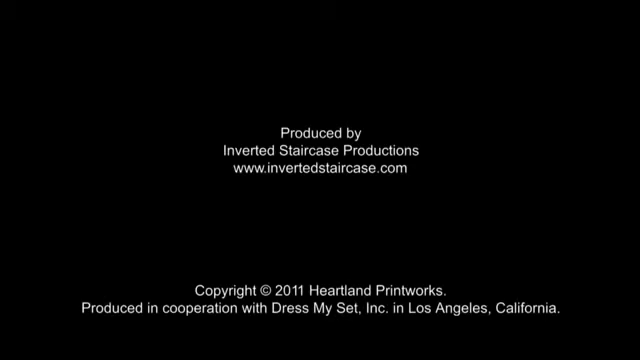 Produced by
Inverted Staircase Productions
www.invertedstaircase.com
Copyright © 2011 Heartland Printworks.
Produced in cooperation with Dress My Set, Inc. in Los Angeles, California.